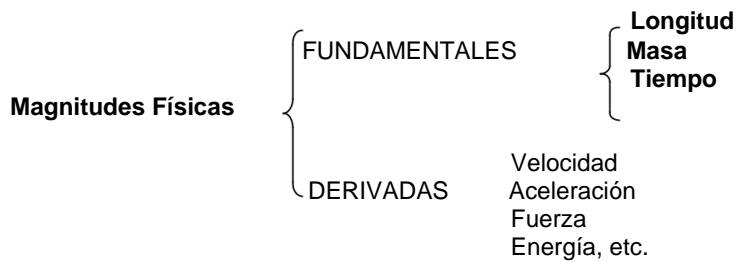 Magnitudes Físicas
FUNDAMENTALES
Longitud
Masa
Tiempo
DERIVADAS
Velocidad
Aceleración
Fuerza
Energía, etc.